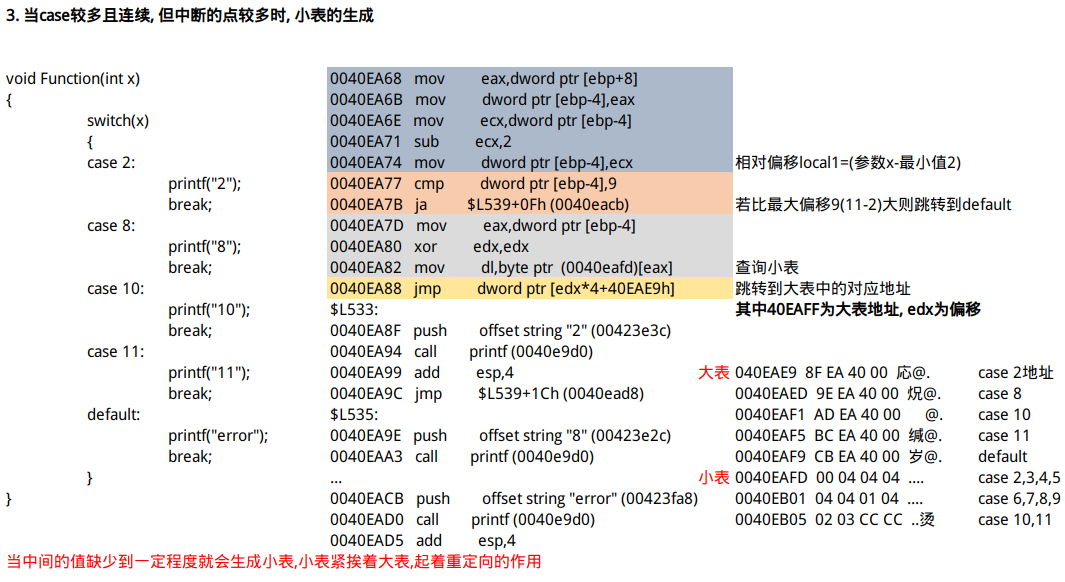 3. 当case较多且连续, 但中断的点较多时, 小表的生成
void Function(int x) 0040EA68 mov eax,dword ptr [ebp+8]
{ 0040EA6B mov dword ptr [ebp-4],eax
switch(x) 0040EA6E mov ecx,dword ptr [ebp-4]
{ 0040EA71 sub ecx,2
case 2: 0040EA74 mov dword ptr [ebp-4],ecx 相对偏移local1=(参数x-最小值2)
printf("2"); 0040EA77 cmp dword ptr [ebp-4],9
break; 0040EA7B ja $L539+0Fh (0040eacb) 若比最大偏移9(11-2)大则跳转到default
case 8: 0040EA7D mov eax,dword ptr [ebp-4]
printf("8"); 0040EA80 xor edx,edx
break; 0040EA82 mov dl,byte ptr (0040eafd)[eax] 查询小表
case 10: 0040EA88 jmp dword ptr [edx*4+40EAE9h] 跳转到大表中的对应地址
printf("10"); $L533: 其中40EAFF为大表地址, edx为偏移
break; 0040EA8F push offset string "2" (00423e3c)
case 11: 0040EA94 call printf (0040e9d0)
printf("11"); 0040EA99 add esp,4 大表 040EAE9 8F EA 40 00 応@. case 2地址
break; 0040EA9C jmp $L539+1Ch (0040ead8) 0040EAED 9E EA 40 00 炾@. case 8
default: $L535: 0040EAF1 AD EA 40 00 @. case 10
printf("error"); 0040EA9E push offset string "8" (00423e2c) 0040EAF5 BC EA 40 00 缄@. case 11
break; 0040EAA3 call printf (0040e9d0) 0040EAF9 CB EA 40 00 岁@. default
} ... 小表 0040EAFD 00 04 04 04 .... case 2,3,4,5
} 0040EACB push offset string "error" (00423fa8) 0040EB01 04 04 01 04 .... case 6,7,8,9
0040EAD0 call printf (0040e9d0) 0040EB05 02 03 CC CC ..烫 case 10,11
0040EAD5 add esp,4
当中间的值缺少到一定程度就会生成小表,小表紧挨着大表,起着重定向的作用